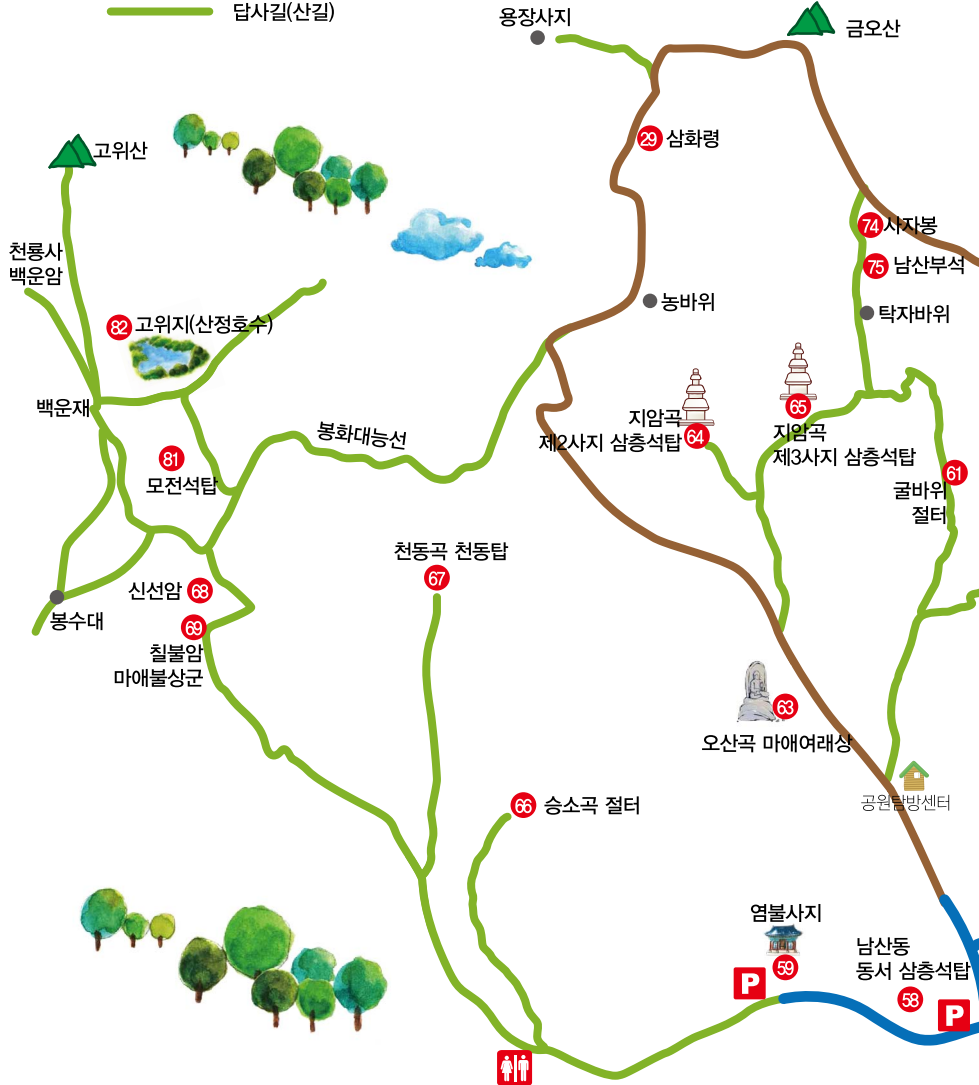 답사길(산길)
용장사지
금오산
29 삼화령
고위산
74 사자봉
천룡사
백운암
75 남산부석
농바위
탁자바위
82 고위지(산정호수)
백운재
65
지암곡
제3사지 삼층석탑
지암곡
제2사지 삼층석탑 64
봉화대능선
81
모전석탑
61
굴바위
절터
천동곡 천동탑
67
신선암 68
봉수대
69
칠불암
마애불상군
63
오산곡 마애여래상
공원탐방센터
66 승소곡 절터
염불사지
59
남산동
동서 삼층석탑
58
P
P